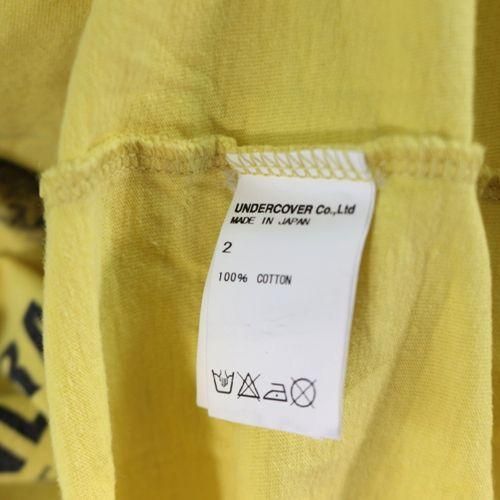 UNDERCOVER Co.,Ltd
MADE IN JAPAN
2
100% COTTON